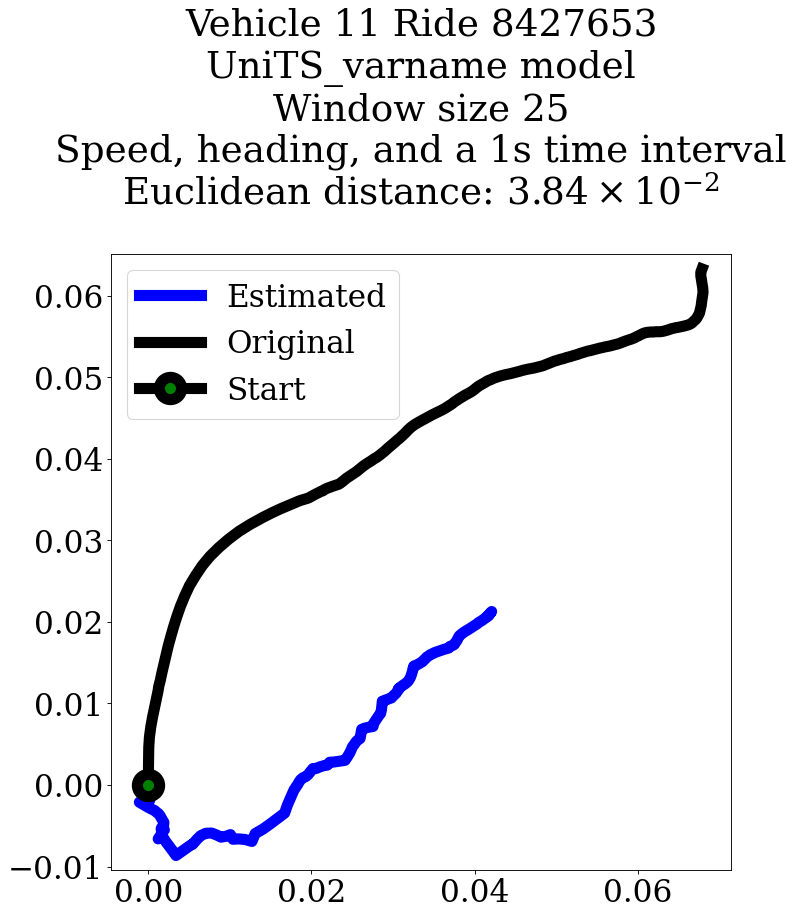 Vehicle 11 Ride 8427653
UniTS_varname model
Window size 25
Speed, heading, and a 1s time interval
Euclidean distance: 3.84 × 10⁻²
Estimated
Original
Start
0.06
0.05
0.04
0.03
0.02
0.01
0.00
−0.01
0.00 0.02 0.04 0.06